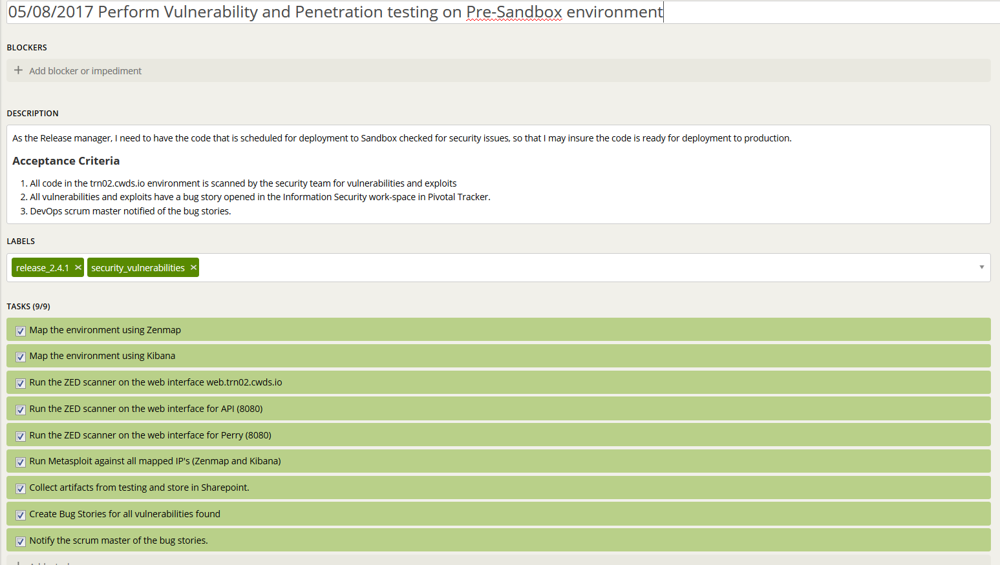 05/08/2017 Perform Vulnerability and Penetration testing on Pre-Sandbox environment
BLOCKERS
+ Add blocker or impediment
DESCRIPTION
As the Release manager, I need to have the code that is scheduled for deployment to Sandbox checked for security issues, so that I may insure the code is ready for deployment to production.
Acceptance Criteria
1. All code in the trn02.cwds.io environment is scanned by the security team for vulnerabilities and exploits
2. All vulnerabilities and exploits have a bug story opened in the Information Security work-space in Pivotal Tracker.
3. DevOps scrum master notified of the bug stories.
LABELS
release_2.4.1 × security_vulnerabilities ×
TASKS (9/9)
Map the environment using Zenmap
Map the environment using Kibana
Run the ZED scanner on the web interface web.trn02.cwds.io
Run the ZED scanner on the web interface for API (8080)
Run the ZED scanner on the web interface for Perry (8080)
Run Metasploit against all mapped IP's (Zenmap and Kibana)
Collect artifacts from testing and store in Sharepoint.
Create Bug Stories for all vulnerabilities found
Notify the scrum master of the bug stories.